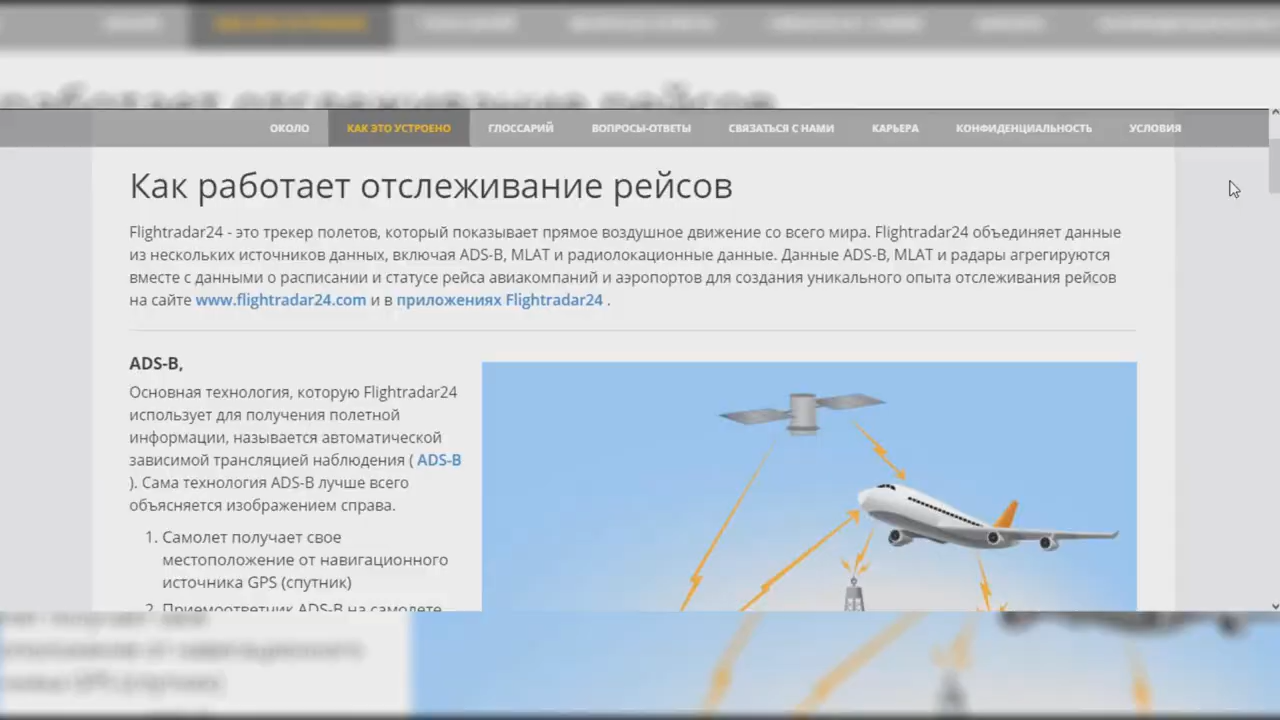 ОКОЛО
КАК ЭТО УСТРОЕНО
ГЛОССАРИЙ
ВОПРОСЫ-ОТВЕТЫ
СВЯЗАТЬСЯ С НАМИ
КАРЬЕРА
КОНФИДЕНЦИАЛЬНОСТЬ
УСЛОВИЯ
Как работает отслеживание рейсов
Flightradar24 - это трекер полетов, который показывает прямое воздушное движение со всего мира. Flightradar24 объединяет данные
из нескольких источников данных, включая ADS-B, MLAT и радиолокационные данные. Данные ADS-B, MLAT и радары агрегируются
вместе с данными о расписании и статусе рейса авиакомпаний и аэропортов для создания уникального опыта отслеживания рейсов
на сайте www.flightradar24.com и в приложениях Flightradar24 .
ADS-B,
Основная технология, которую Flightradar24
использует для получения полетной
информации, называется автоматической
зависимой трансляцией наблюдения ( ADS-B
). Сама технология ADS-B лучше всего
объясняется изображением справа.
1. Самолет получает свое
местоположение от навигационного
источника GPS (спутник)
2. Приемоответчик ADS-B на самолете